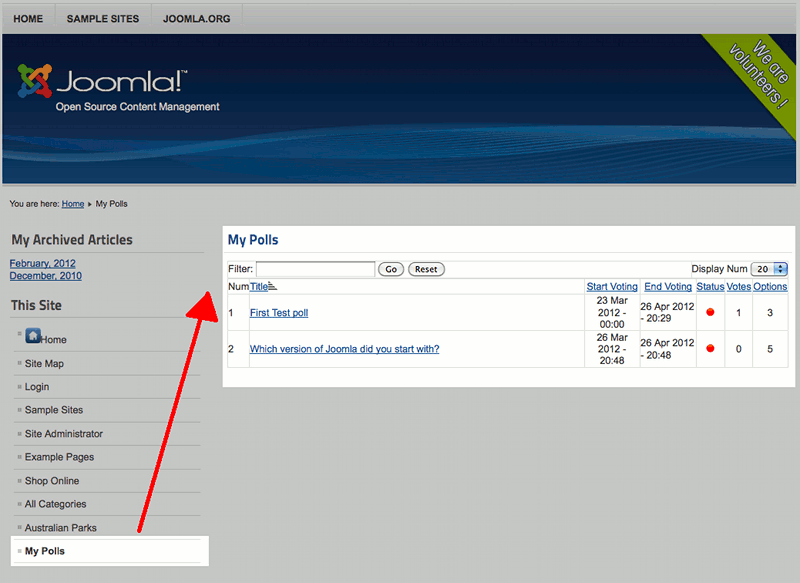 HOME SAMPLE SITES JOOMLA.ORG
Joomla!™
Open Source Content Management
We are
volunteers!
You are here: Home My Polls
My Archived Articles
February, 2012
December, 2010
This Site
Home
Site Map
Login
Sample Sites
Site Administrator
Example Pages
Shop Online
All Categories
Australian Parks
My Polls
My Polls
Filter: Go Reset Display Num 20
Num Title Start Voting End Voting Status Votes Options
1 First Test poll 23 Mar 2012 - 00:00 26 Apr 2012 - 20:29 1 3
2 Which version of Joomla did you start with? 26 Mar 2012 - 20:48 26 Apr 2012 - 20:48 0 5